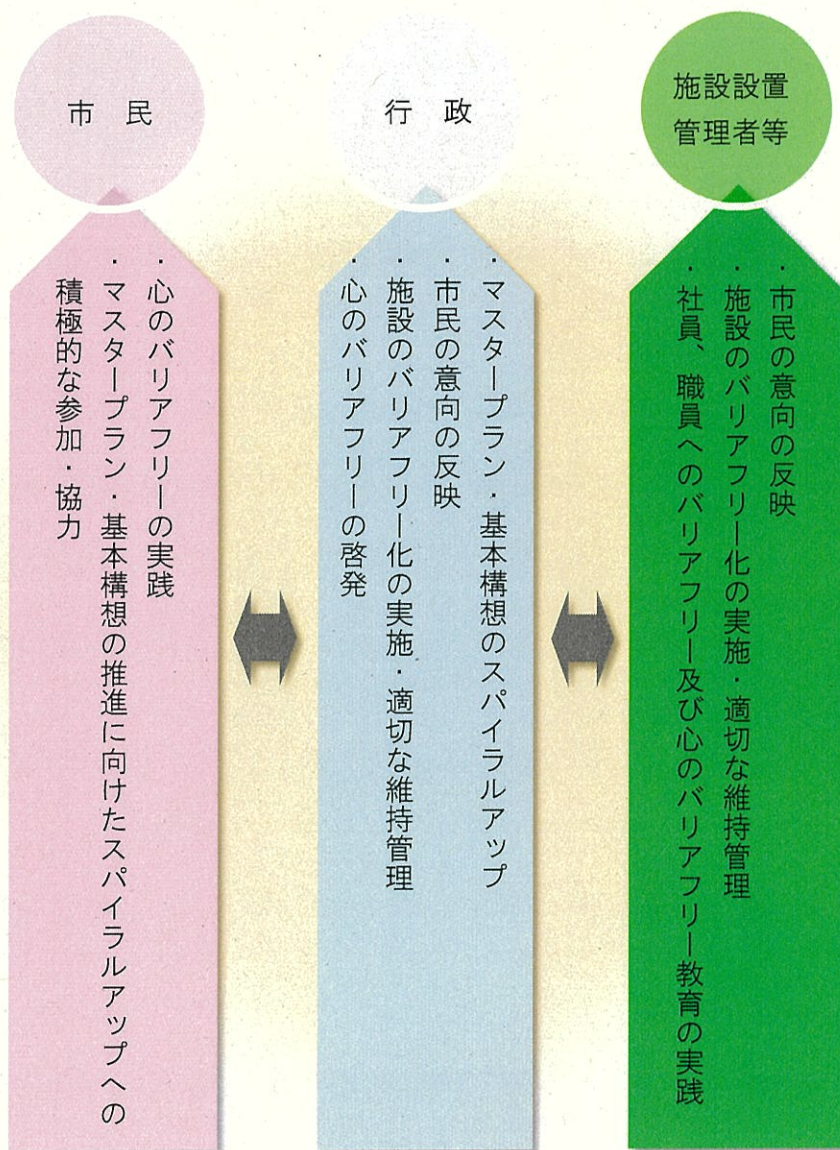 市民
・心のバリアフリーの実践
・マスタープラン・基本構想の推進に向けたスパイラルアップへの
積極的な参加・協力
行政
・マスタープラン・基本構想のスパイラルアップ
・市民の意向の反映
・施設のバリアフリー化の実施・適切な維持管理
・心のバリアフリーの啓発
施設設置
管理者等
・市民の意向の反映
・施設のバリアフリー化の実施・適切な維持管理
・社員、職員へのバリアフリー及び心のバリアフリー教育の実践